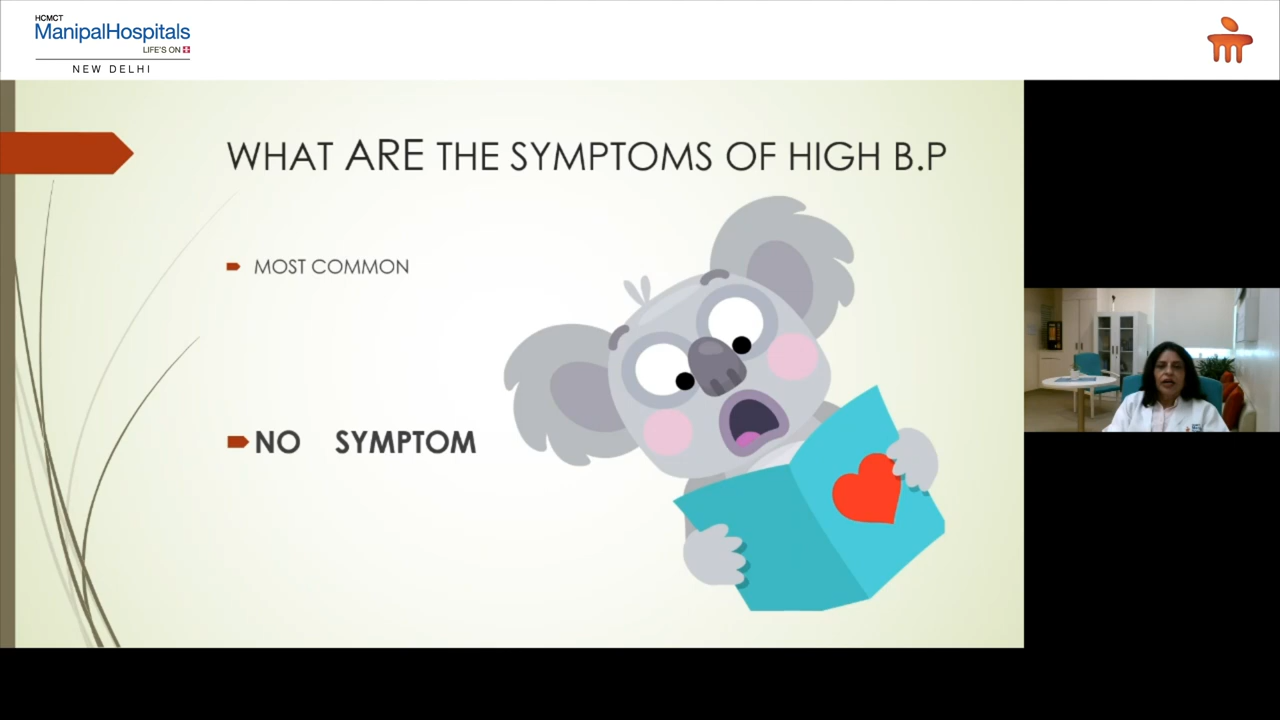 HCMCT
ManipalHospitals
LIFE'S ON
NEW DELHI
WHAT ARE THE SYMPTOMS OF HIGH B.P
MOST COMMON
NO SYMPTOM